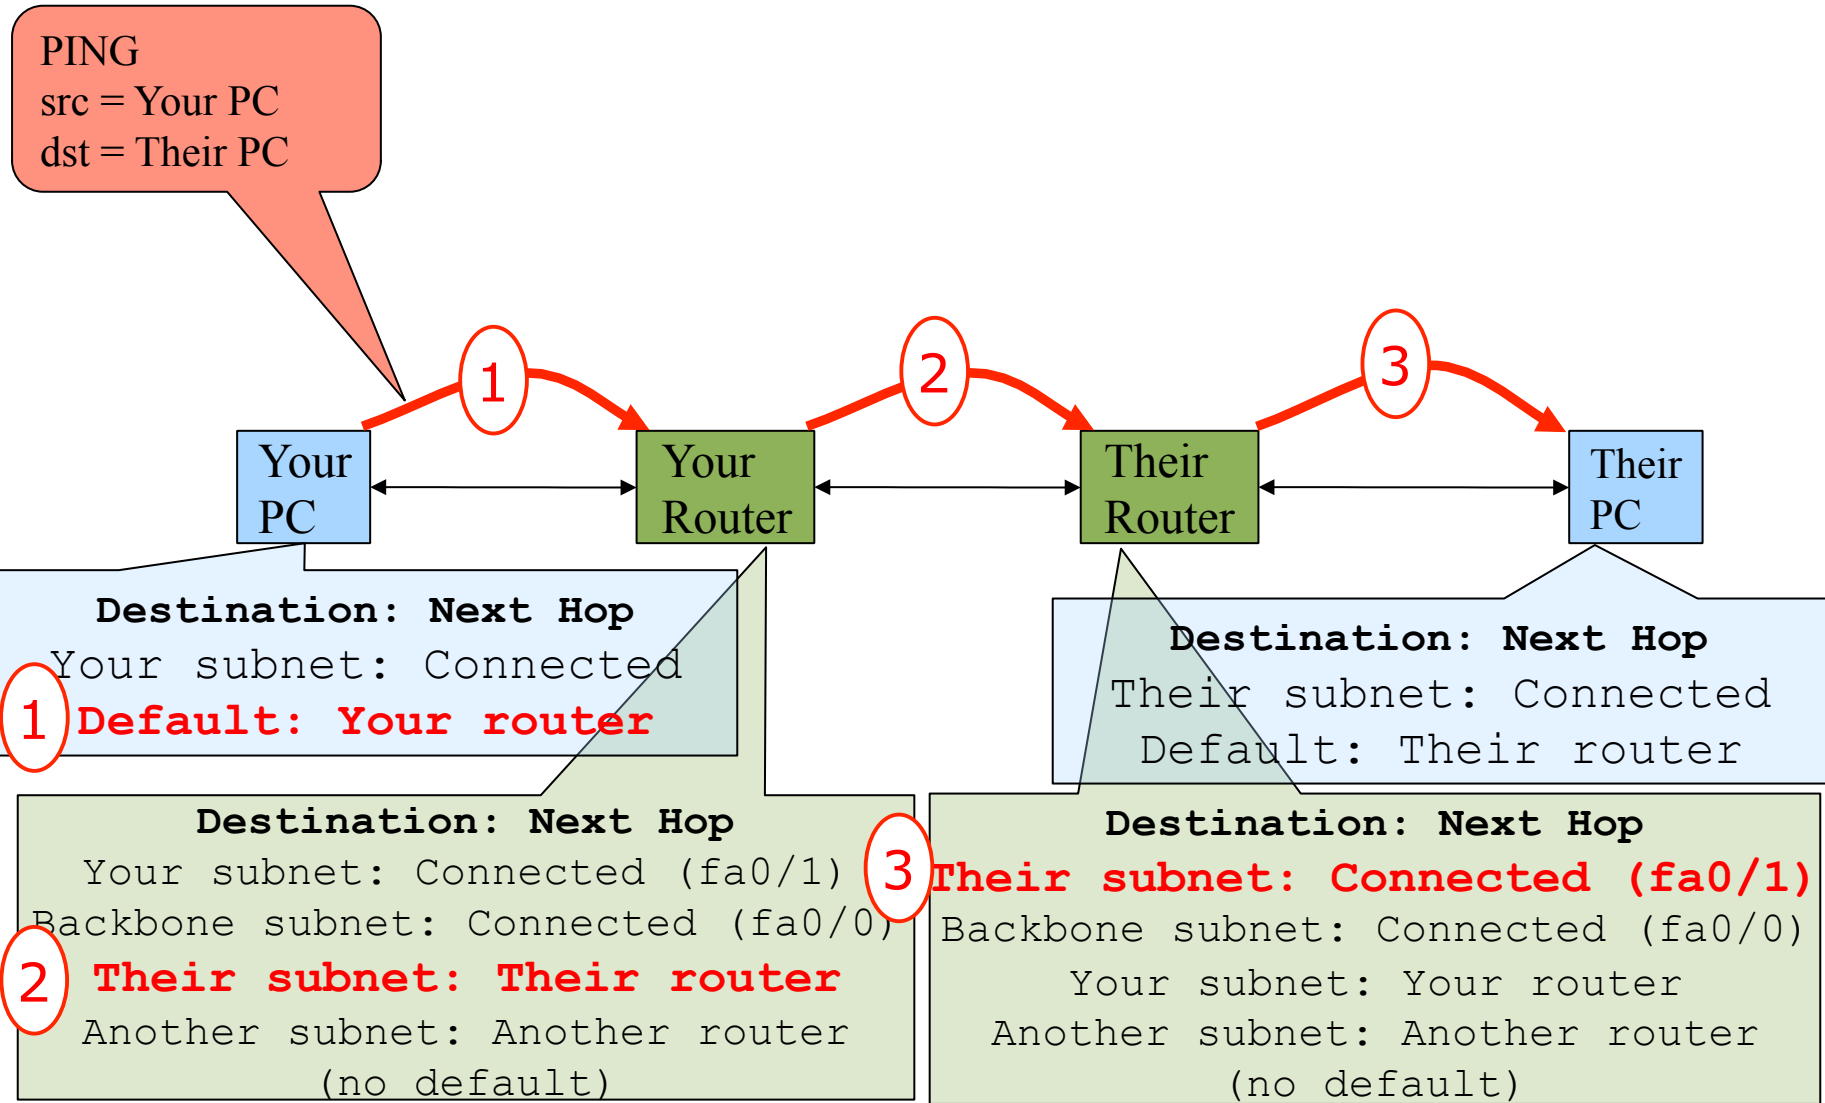 PING
src = Your PC
dst = Their PC
1
2
3
Your
PC
Your
Router
Their
Router
Their
PC
Destination: Next Hop
Your subnet: Connected
1 Default: Your router
Destination: Next Hop
Their subnet: Connected
Default: Their router
Destination: Next Hop
Your subnet: Connected (fa0/1)
Backbone subnet: Connected (fa0/0)
2 Their subnet: Their router
Another subnet: Another router
(no default)
Destination: Next Hop
3 Their subnet: Connected (fa0/1)
Backbone subnet: Connected (fa0/0)
Your subnet: Your router
Another subnet: Another router
(no default)